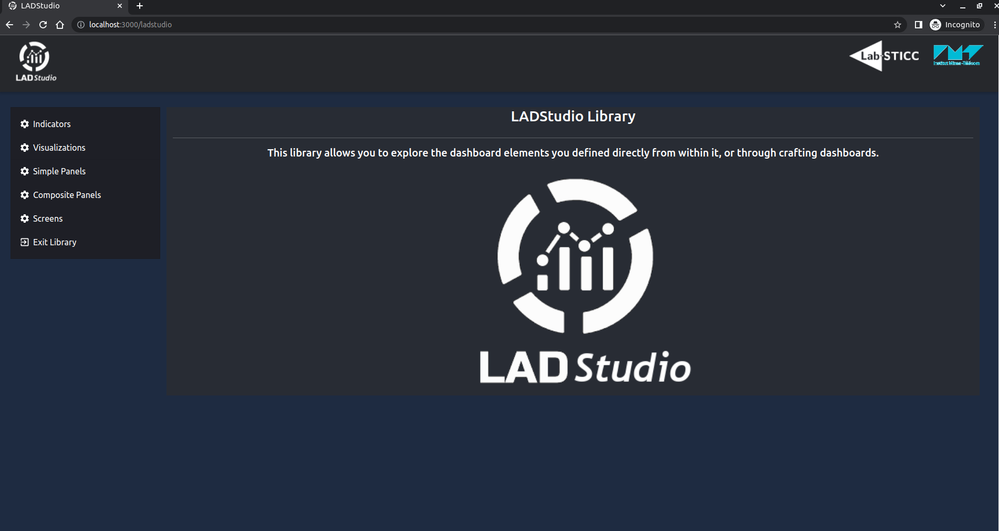 LADStudio
localhost:3000/ladstudio
Incognito
LAD Studio
Lab-STICC
Institut Mines-Télécom
Indicators
Visualizations
Simple Panels
Composite Panels
Screens
Exit Library
LADStudio Library
This library allows you to explore the dashboard elements you defined directly from within it, or through crafting dashboards.
LAD Studio